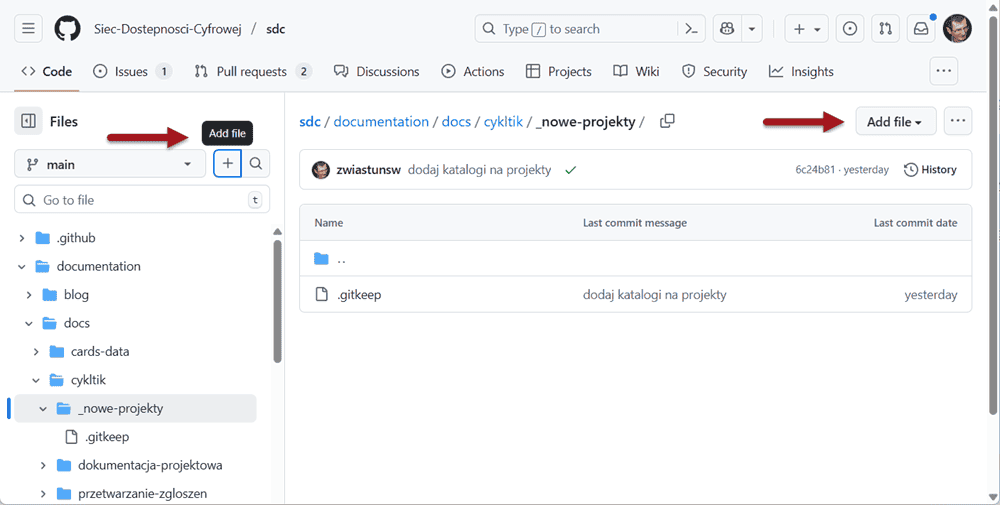 Siec-Dostepnosci-Cyfrowej / sdc
Type / to search
Code
Issues 1
Pull requests 2
Discussions
Actions
Projects
Wiki
Security
Insights
Files
Add file
main
Go to file
t
.github
documentation
blog
docs
cards-data
cykltik
_nowe-projekty
.gitkeep
dokumentacja-projektowa
przetwarzanie-zgloszen
sdc / documentation / docs / cykltik / _nowe-projekty /
Add file
zwiastunsw dodaj katalogi na projekty
6c24b81 · yesterday
History
Name Last commit message Last commit date
..
.gitkeep dodaj katalogi na projekty yesterday